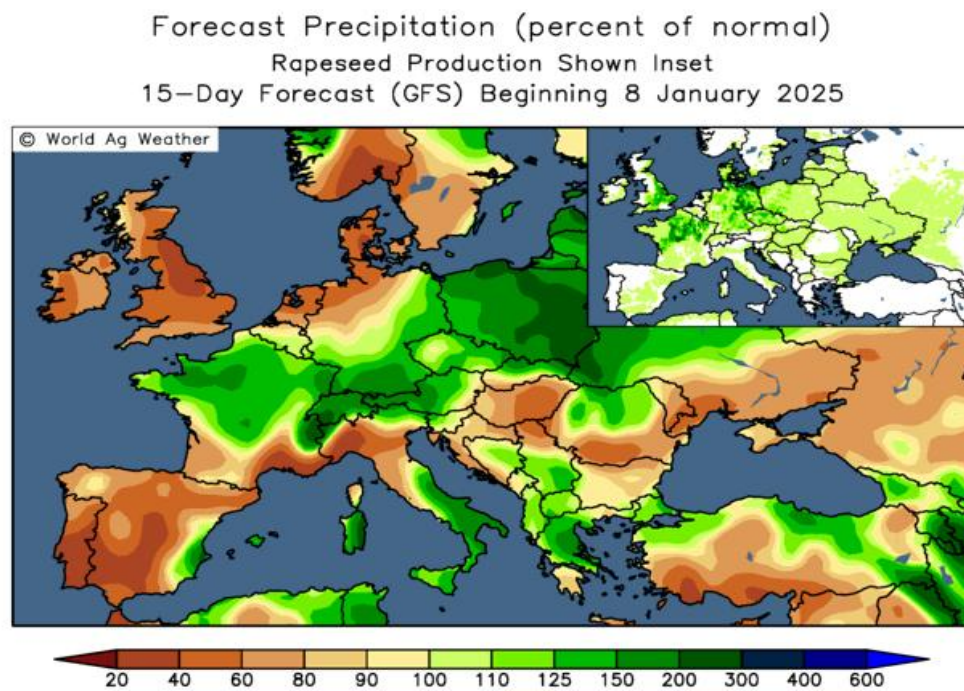 Forecast Precipitation (percent of normal)
Rapeseed Production Shown Inset
15-Day Forecast (GFS) Beginning 8 January 2025
© World Ag Weather
20 40 60 80 90 100 110 125 150 200 300 400 600